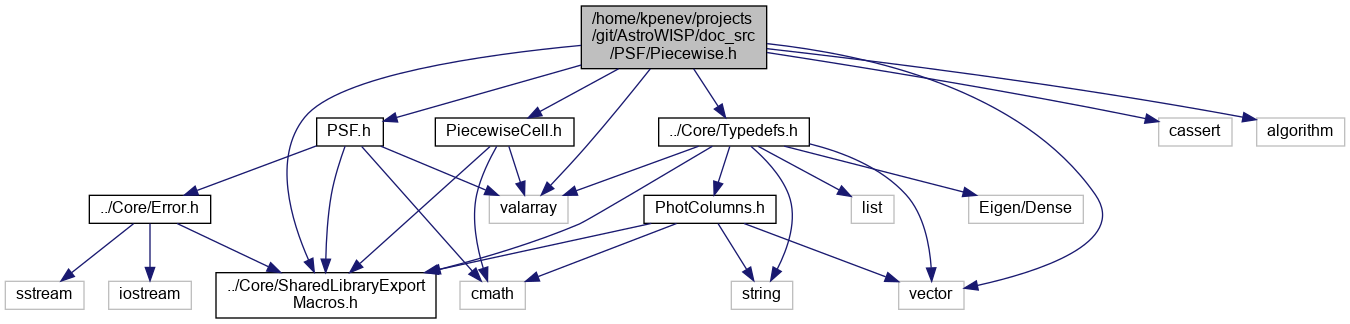 /home/kpenev/projects
/git/AstroWISP/doc_src
/PSF/Piecewise.h
PSF.h
PiecewiseCell.h
../Core/Typedefs.h
cassert
algorithm
../Core/Error.h
valarray
PhotColumns.h
list
Eigen/Dense
sstream
iostream
../Core/SharedLibraryExport
Macros.h
cmath
string
vector